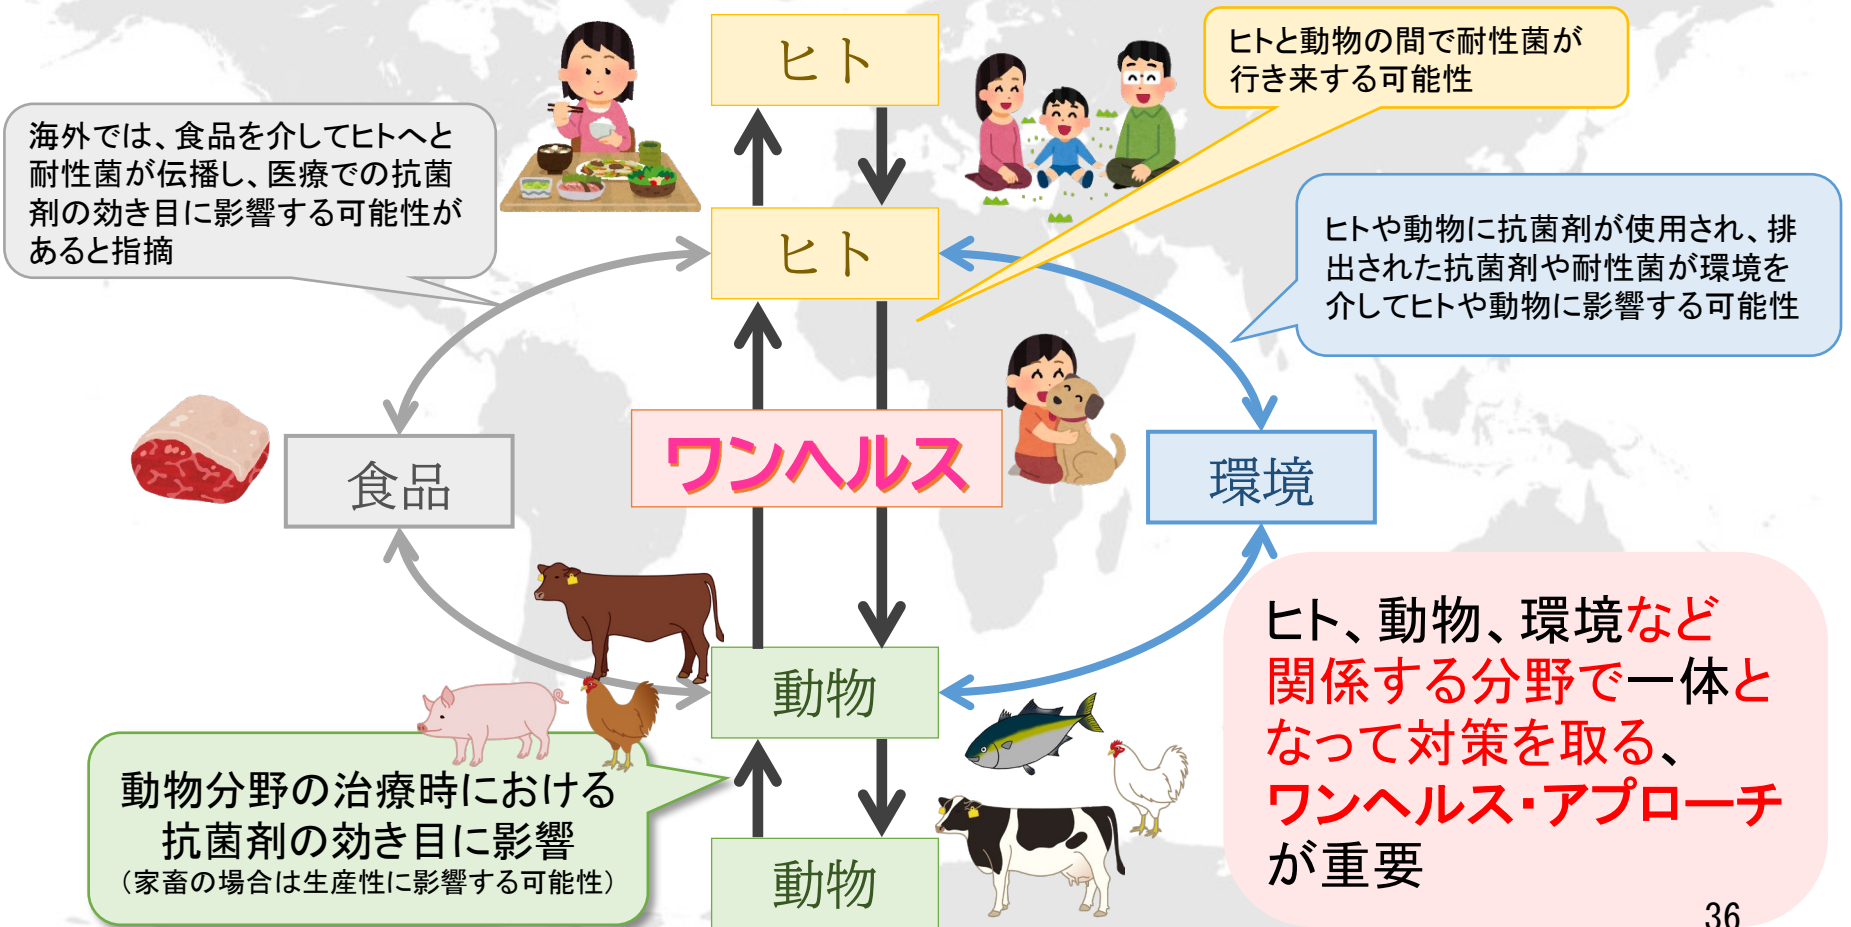 ヒト
ヒトと動物の間で耐性菌が
行き来する可能性
海外では、食品を介してヒトへと
耐性菌が伝播し、医療での抗菌
剤の効き目に影響する可能性が
あると指摘
ヒト
ヒトや動物に抗菌剤が使用され、排
出された抗菌剤や耐性菌が環境を
介してヒトや動物に影響する可能性
食品
ワンヘルス
環境
動物
動物分野の治療時における
抗菌剤の効き目に影響
（家畜の場合は生産性に影響する可能性）
動物
ヒト、動物、環境など
関係する分野で一体と
なって対策を取る、
ワンヘルス・アプローチ
が重要
36